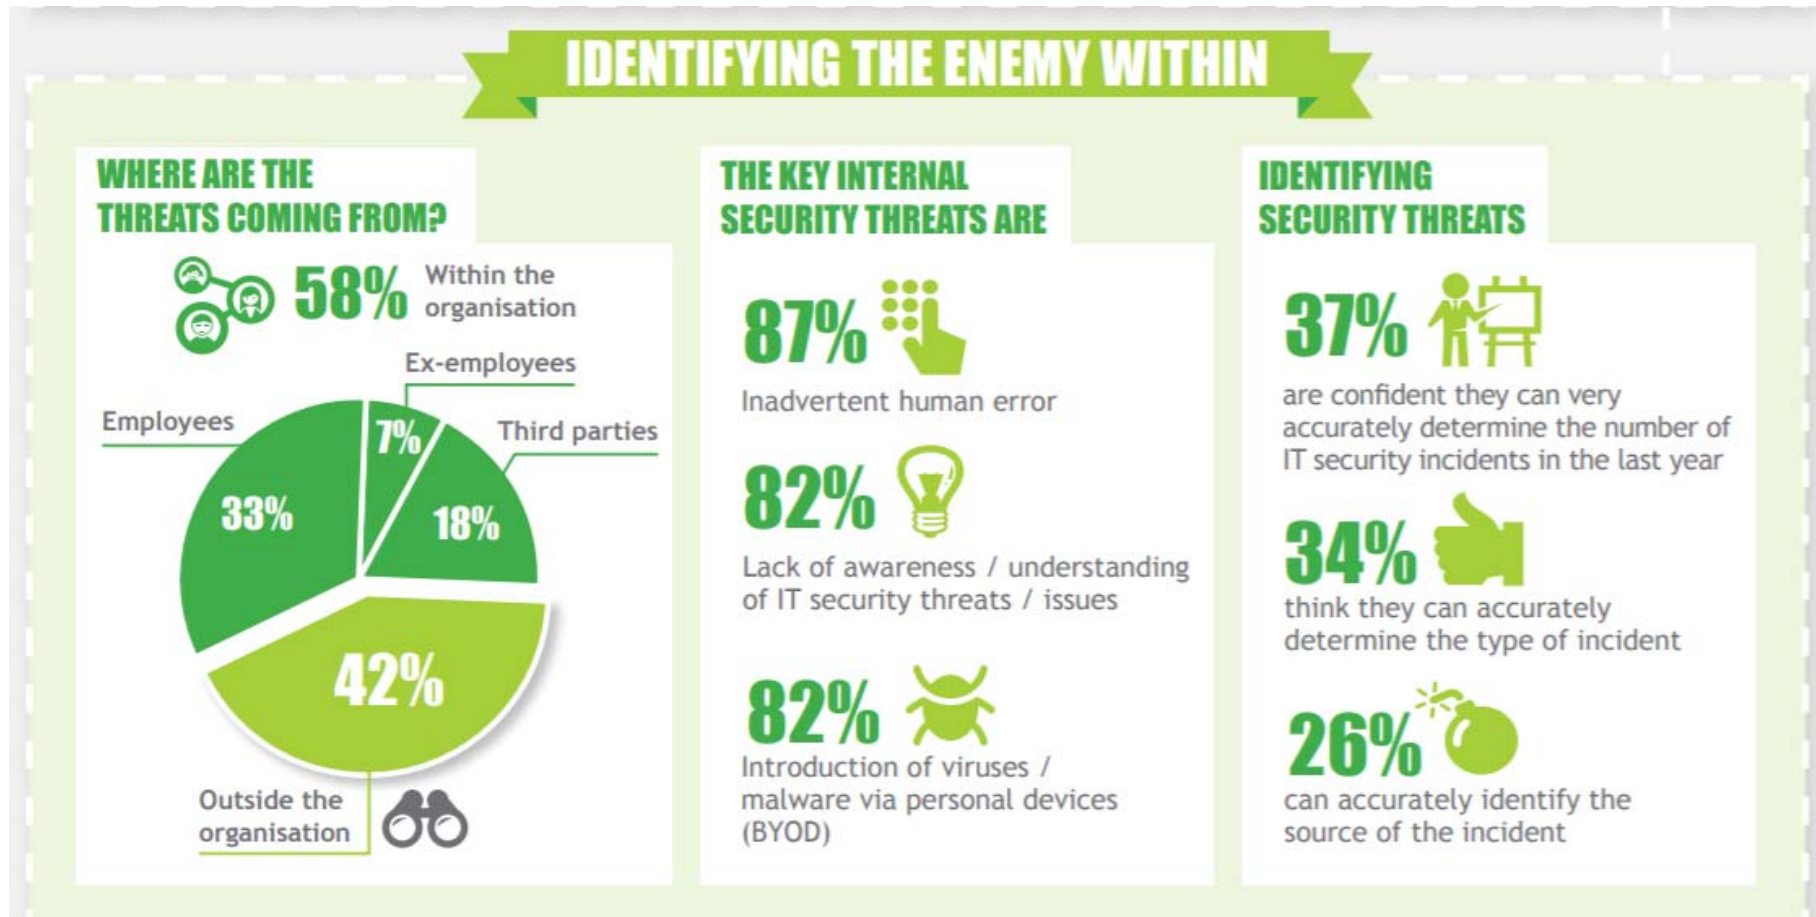 IDENTIFYING THE ENEMY WITHIN
WHERE ARE THE
THREATS COMING FROM?
58%
Within the
organisation
Ex-employees
Employees
7%
Third parties
33%
18%
42%
Outside the
organisation
THE KEY INTERNAL
SECURITY THREATS ARE
87%
Inadvertent human error
82%
Lack of awareness / understanding
of IT security threats / issues
82%
Introduction of viruses /
malware via personal devices
(BYOD)
IDENTIFYING
SECURITY THREATS
37%
are confident they can very
accurately determine the number of
IT security incidents in the last year
34%
think they can accurately
determine the type of incident
26%
can accurately identify the
source of the incident